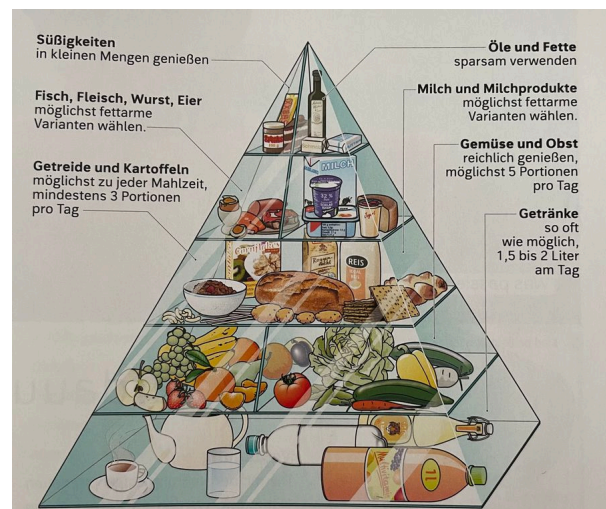 Süßigkeiten
in kleinen Mengen genießen
Fisch, Fleisch, Wurst, Eier
möglichst fettarme
Varianten wählen.
Getreide und Kartoffeln
möglichst zu jeder Mahlzeit,
mindestens 3 Portionen
pro Tag
Öle und Fette
sparsam verwenden
Milch und Milchprodukte
möglichst fettarme
Varianten wählen.
Gemüse und Obst
reichlich genießen,
möglichst 5 Portionen
pro Tag
Getränke
so oft
wie möglich,
1,5 bis 2 Liter
am Tag
MILCH
REIS
1L